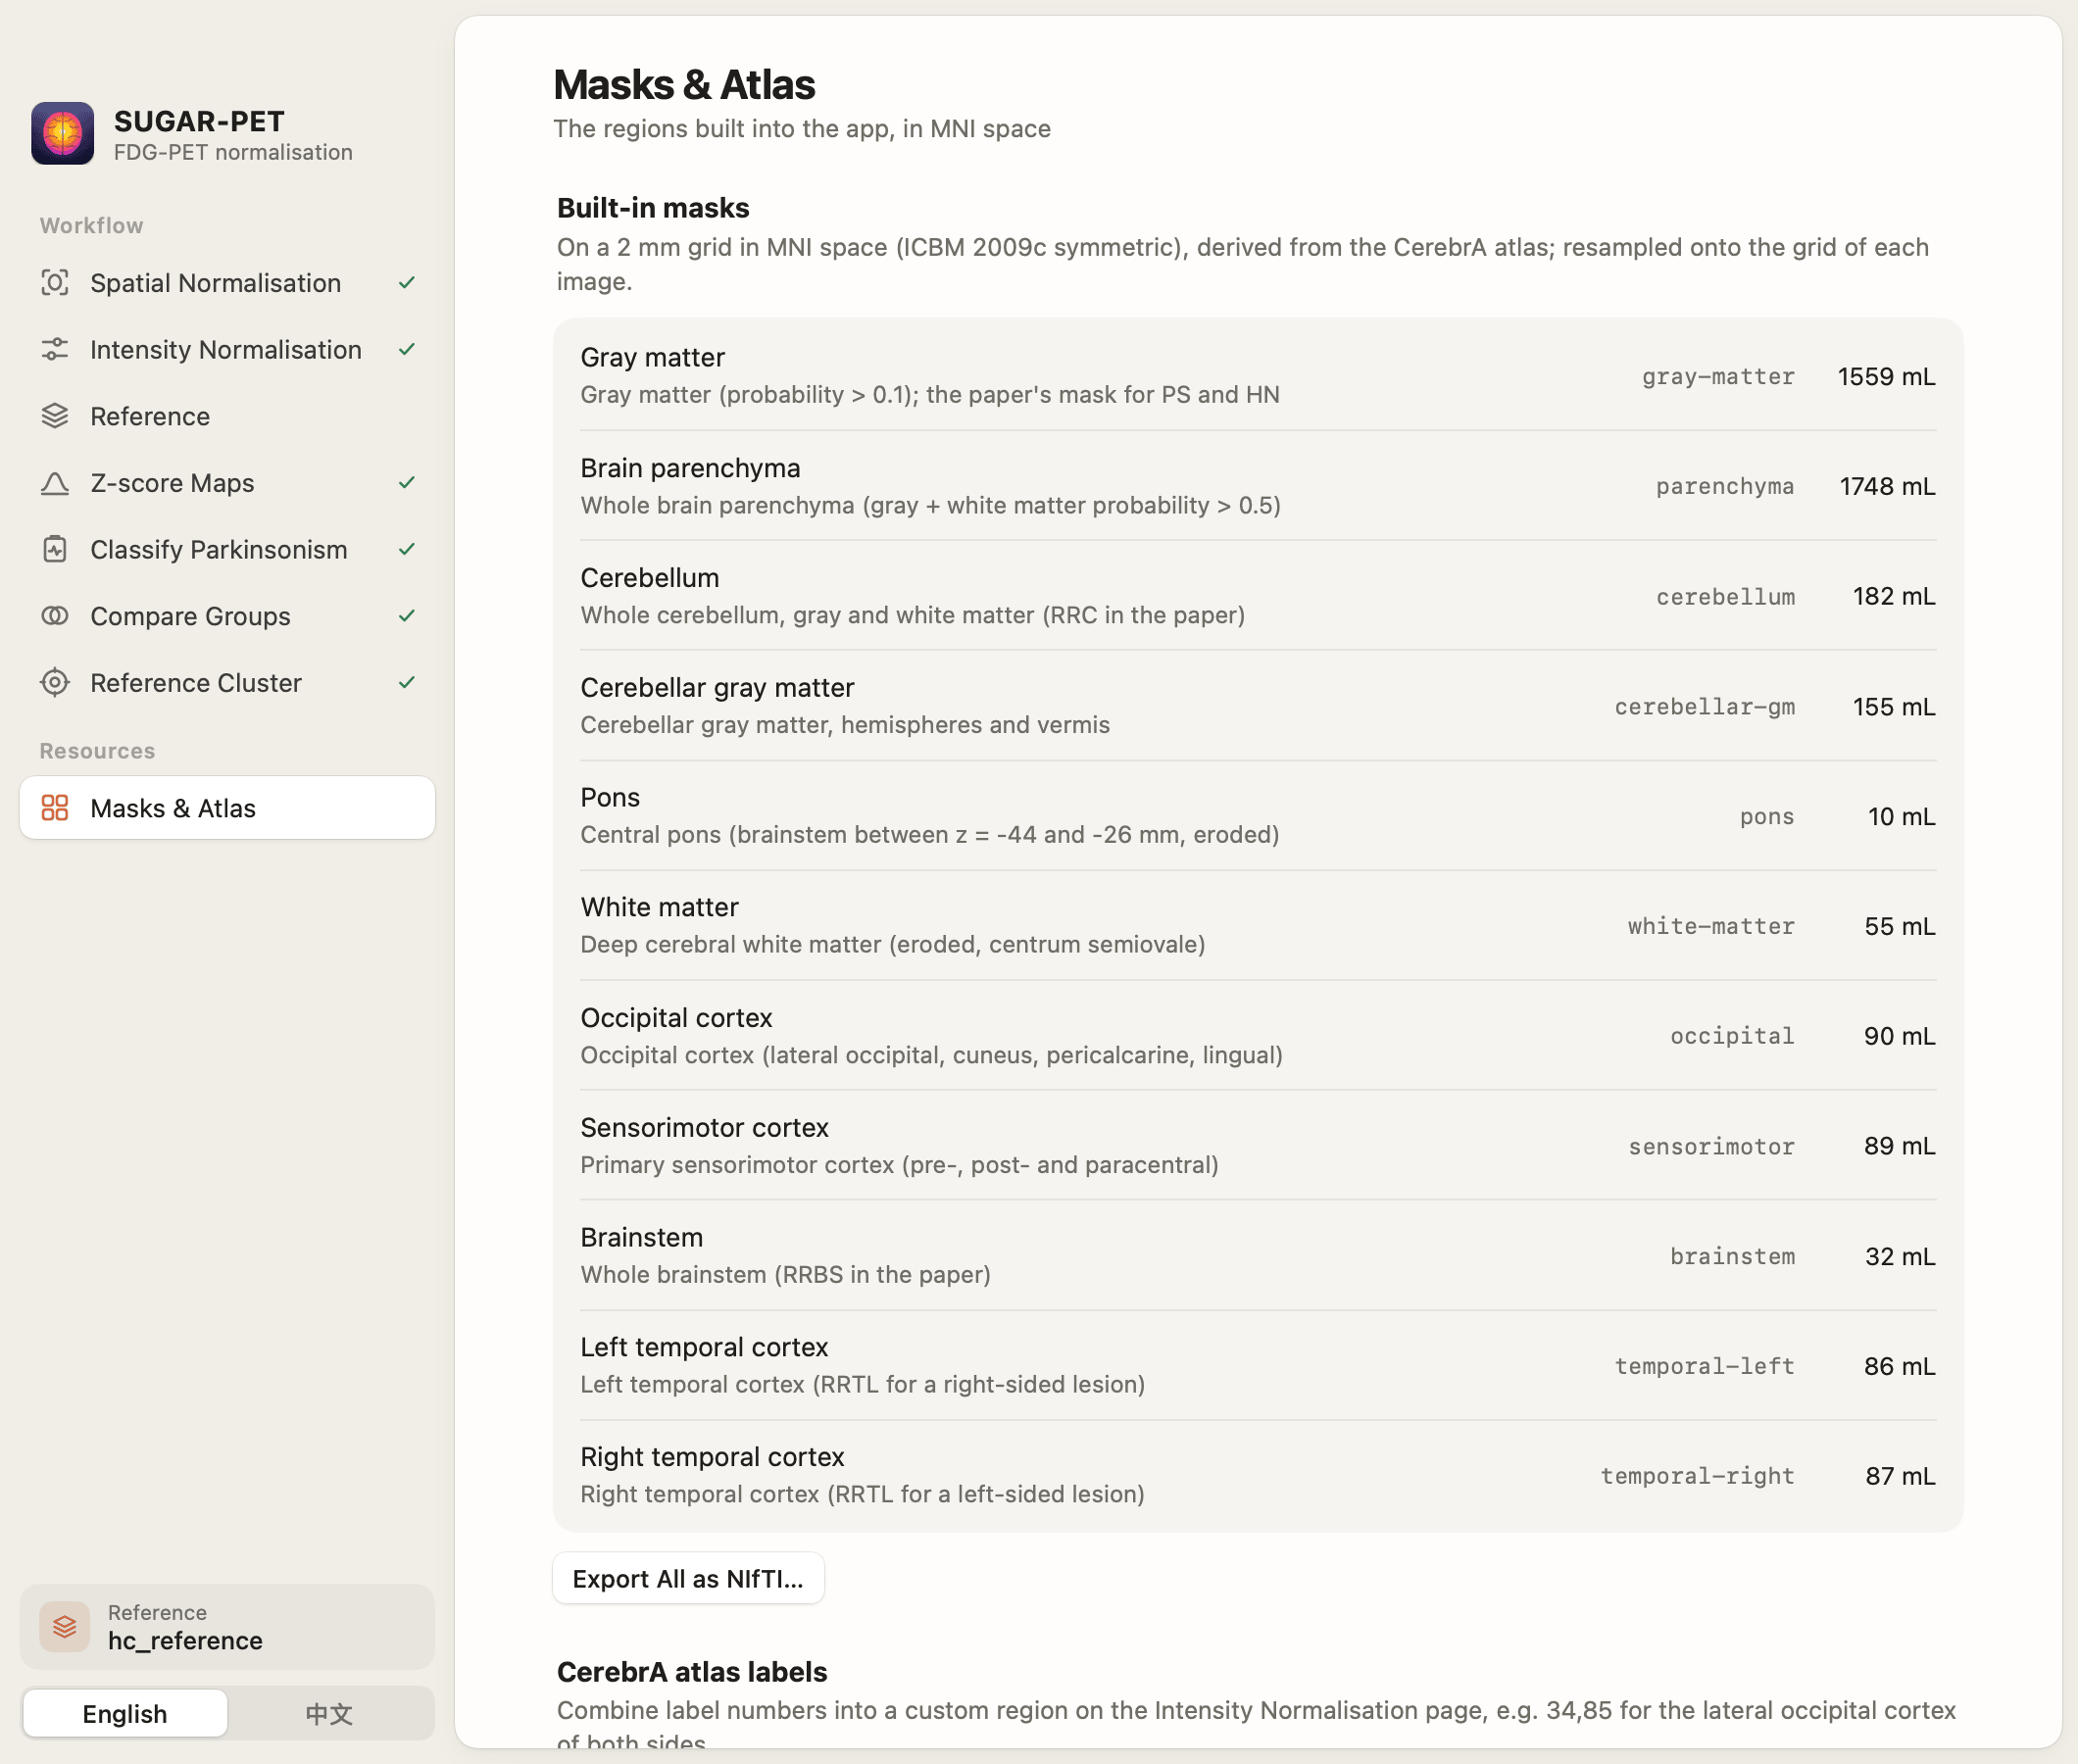 SUGAR-PET
FDG-PET normalisation
Workflow
Spatial Normalisation
Intensity Normalisation
Reference
Z-score Maps
Classify Parkinsonism
Compare Groups
Reference Cluster
Resources
Masks & Atlas
Reference
hc_reference
English
中文
Masks & Atlas
The regions built into the app, in MNI space
Built-in masks
On a 2 mm grid in MNI space (ICBM 2009c symmetric), derived from the CerebrA atlas; resampled onto the grid of each
image.
Gray matter
Gray matter (probability > 0.1); the paper's mask for PS and HN
gray-matter 1559 mL
Brain parenchyma
Whole brain parenchyma (gray + white matter probability > 0.5)
parenchyma 1748 mL
Cerebellum
Whole cerebellum, gray and white matter (RRC in the paper)
cerebellum 182 mL
Cerebellar gray matter
Cerebellar gray matter, hemispheres and vermis
cerebellar-gm 155 mL
Pons
Central pons (brainstem between z = -44 and -26 mm, eroded)
pons 10 mL
White matter
Deep cerebral white matter (eroded, centrum semiovale)
white-matter 55 mL
Occipital cortex
Occipital cortex (lateral occipital, cuneus, pericalcarine, lingual)
occipital 90 mL
Sensorimotor cortex
Primary sensorimotor cortex (pre-, post- and paracentral)
sensorimotor 89 mL
Brainstem
Whole brainstem (RRBS in the paper)
brainstem 32 mL
Left temporal cortex
Left temporal cortex (RRTL for a right-sided lesion)
temporal-left 86 mL
Right temporal cortex
Right temporal cortex (RRTL for a left-sided lesion)
temporal-right 87 mL
Export All as NIfTI...
CerebrA atlas labels
Combine label numbers into a custom region on the Intensity Normalisation page, e.g. 34,85 for the lateral occipital cortex
of both sides.